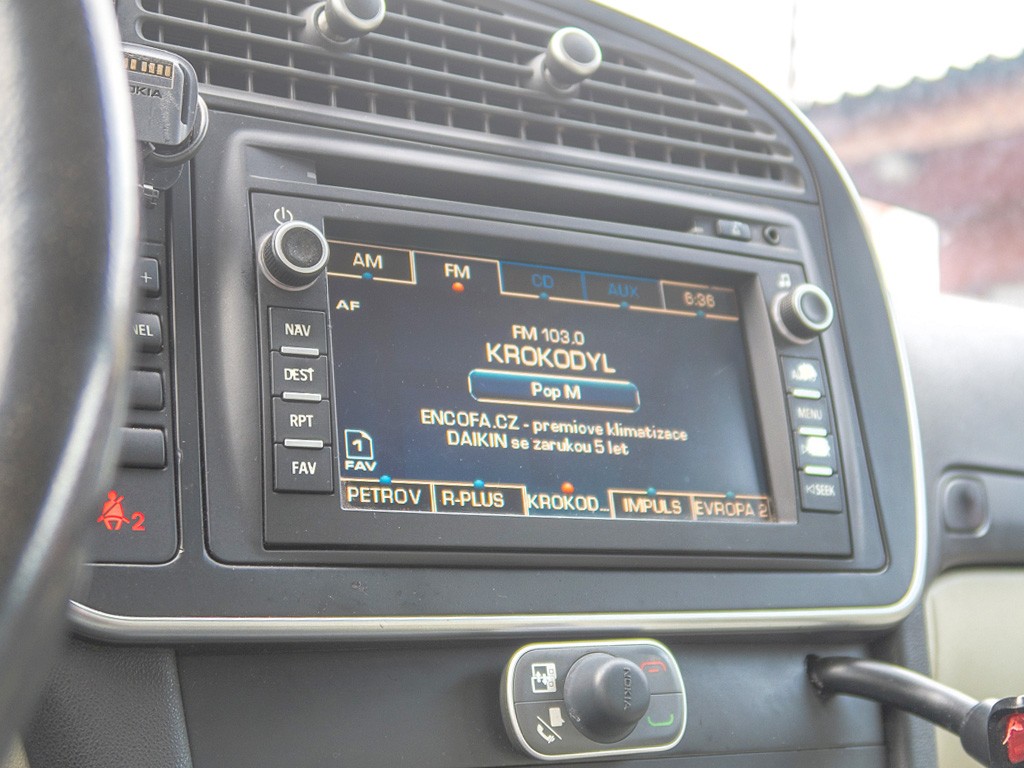 NOKIA
AM
FM
CD
AUX
6:36
AF
FM 103.0
KROKODYL
Pop M
ENCOFA.CZ - premiove klimatizace
DAIKIN se zarukou 5 let
1
FAV
PETROV
R-PLUS
KROKOD...
IMPULS
EVROPA 2
NAV
DEST
RPT
FAV
MENU
SEEK
+
2
NOKIA